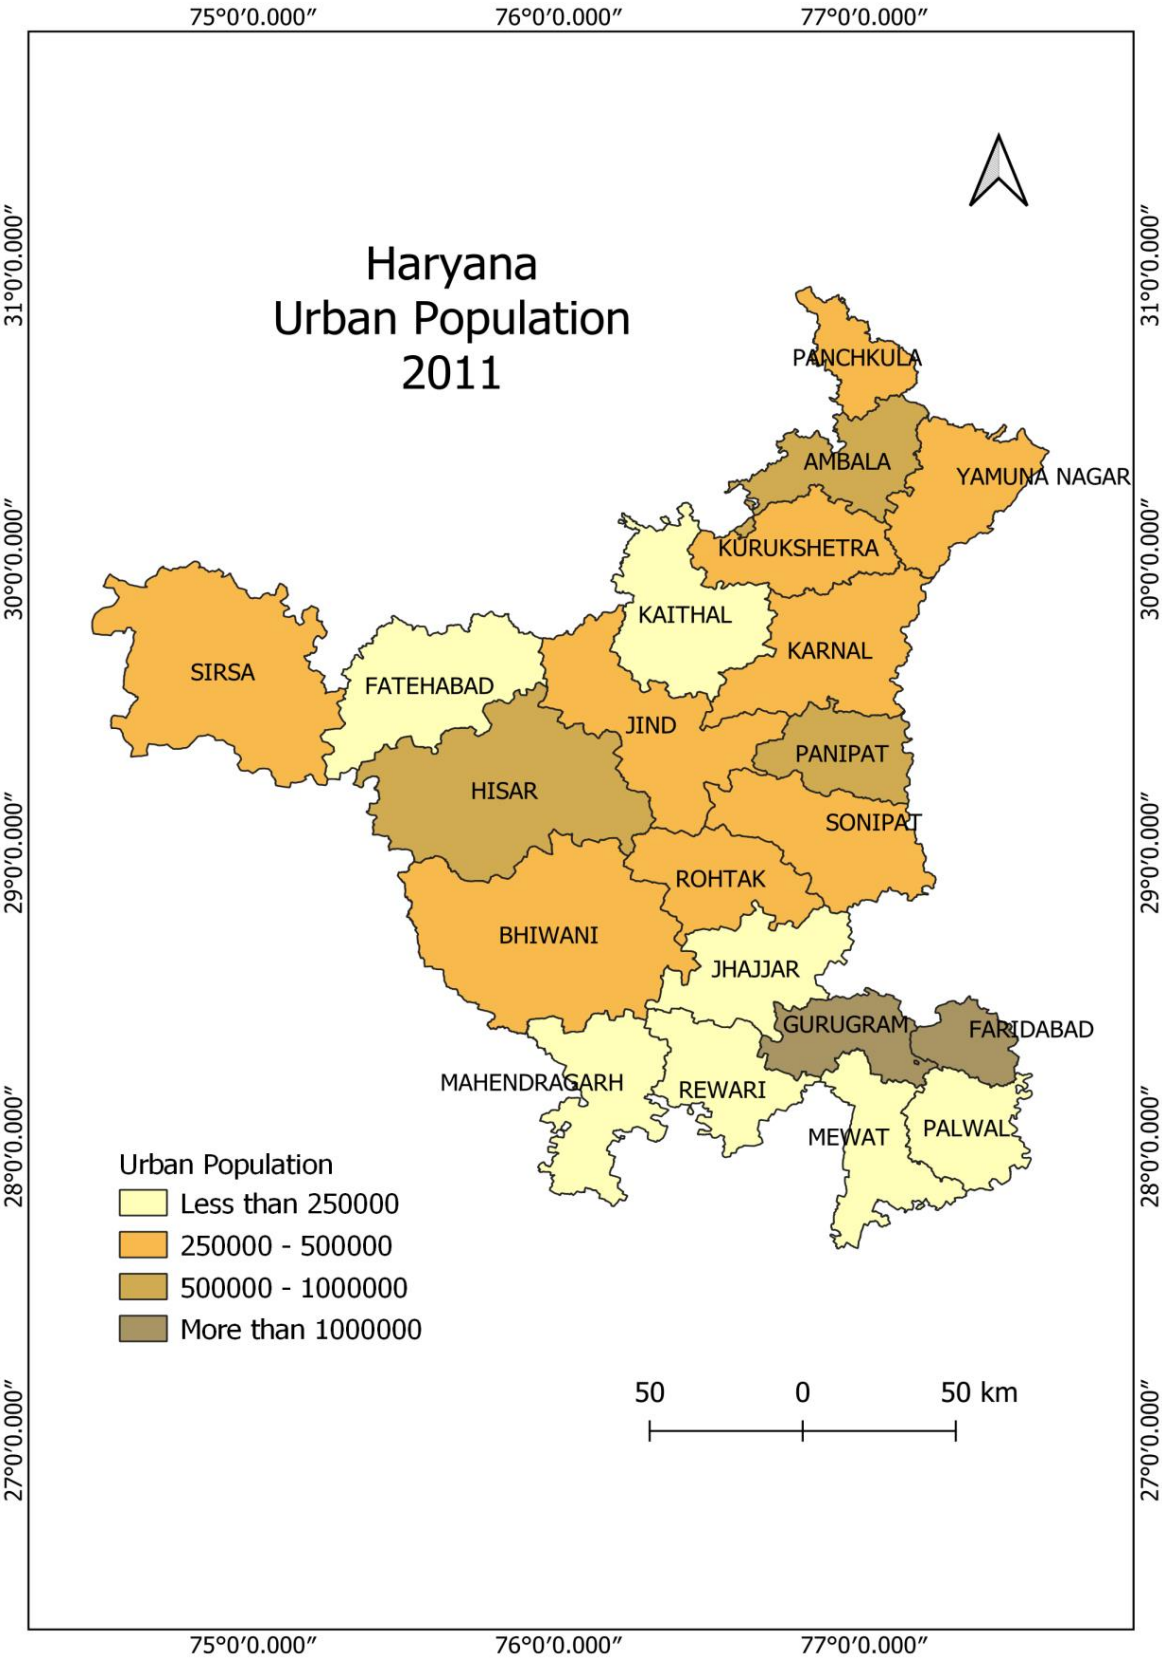 75°0′0.000″ 76°0′0.000″ 77°0′0.000″
31°0′0.000″ 31°0′0.000″
Haryana
Urban Population
2011
PANCHKULA
AMBALA
YAMUNA NAGAR
30°0′0.000″ 30°0′0.000″
KURUKSHETRA
KAITHAL
KARNAL
SIRSA
FATEHABAD
JIND
PANIPAT
HISAR
SONIPAT
29°0′0.000″ 29°0′0.000″
ROHTAK
BHIWANI
JHAJJAR
GURUGRAM
FARIDABAD
MAHENDRAGARH
REWARI
PALWAL
MEWAT
28°0′0.000″ 28°0′0.000″
Urban Population
Less than 250000
250000 - 500000
500000 - 1000000
More than 1000000
50 0 50 km
27°0′0.000″ 27°0′0.000″
75°0′0.000″ 76°0′0.000″ 77°0′0.000″